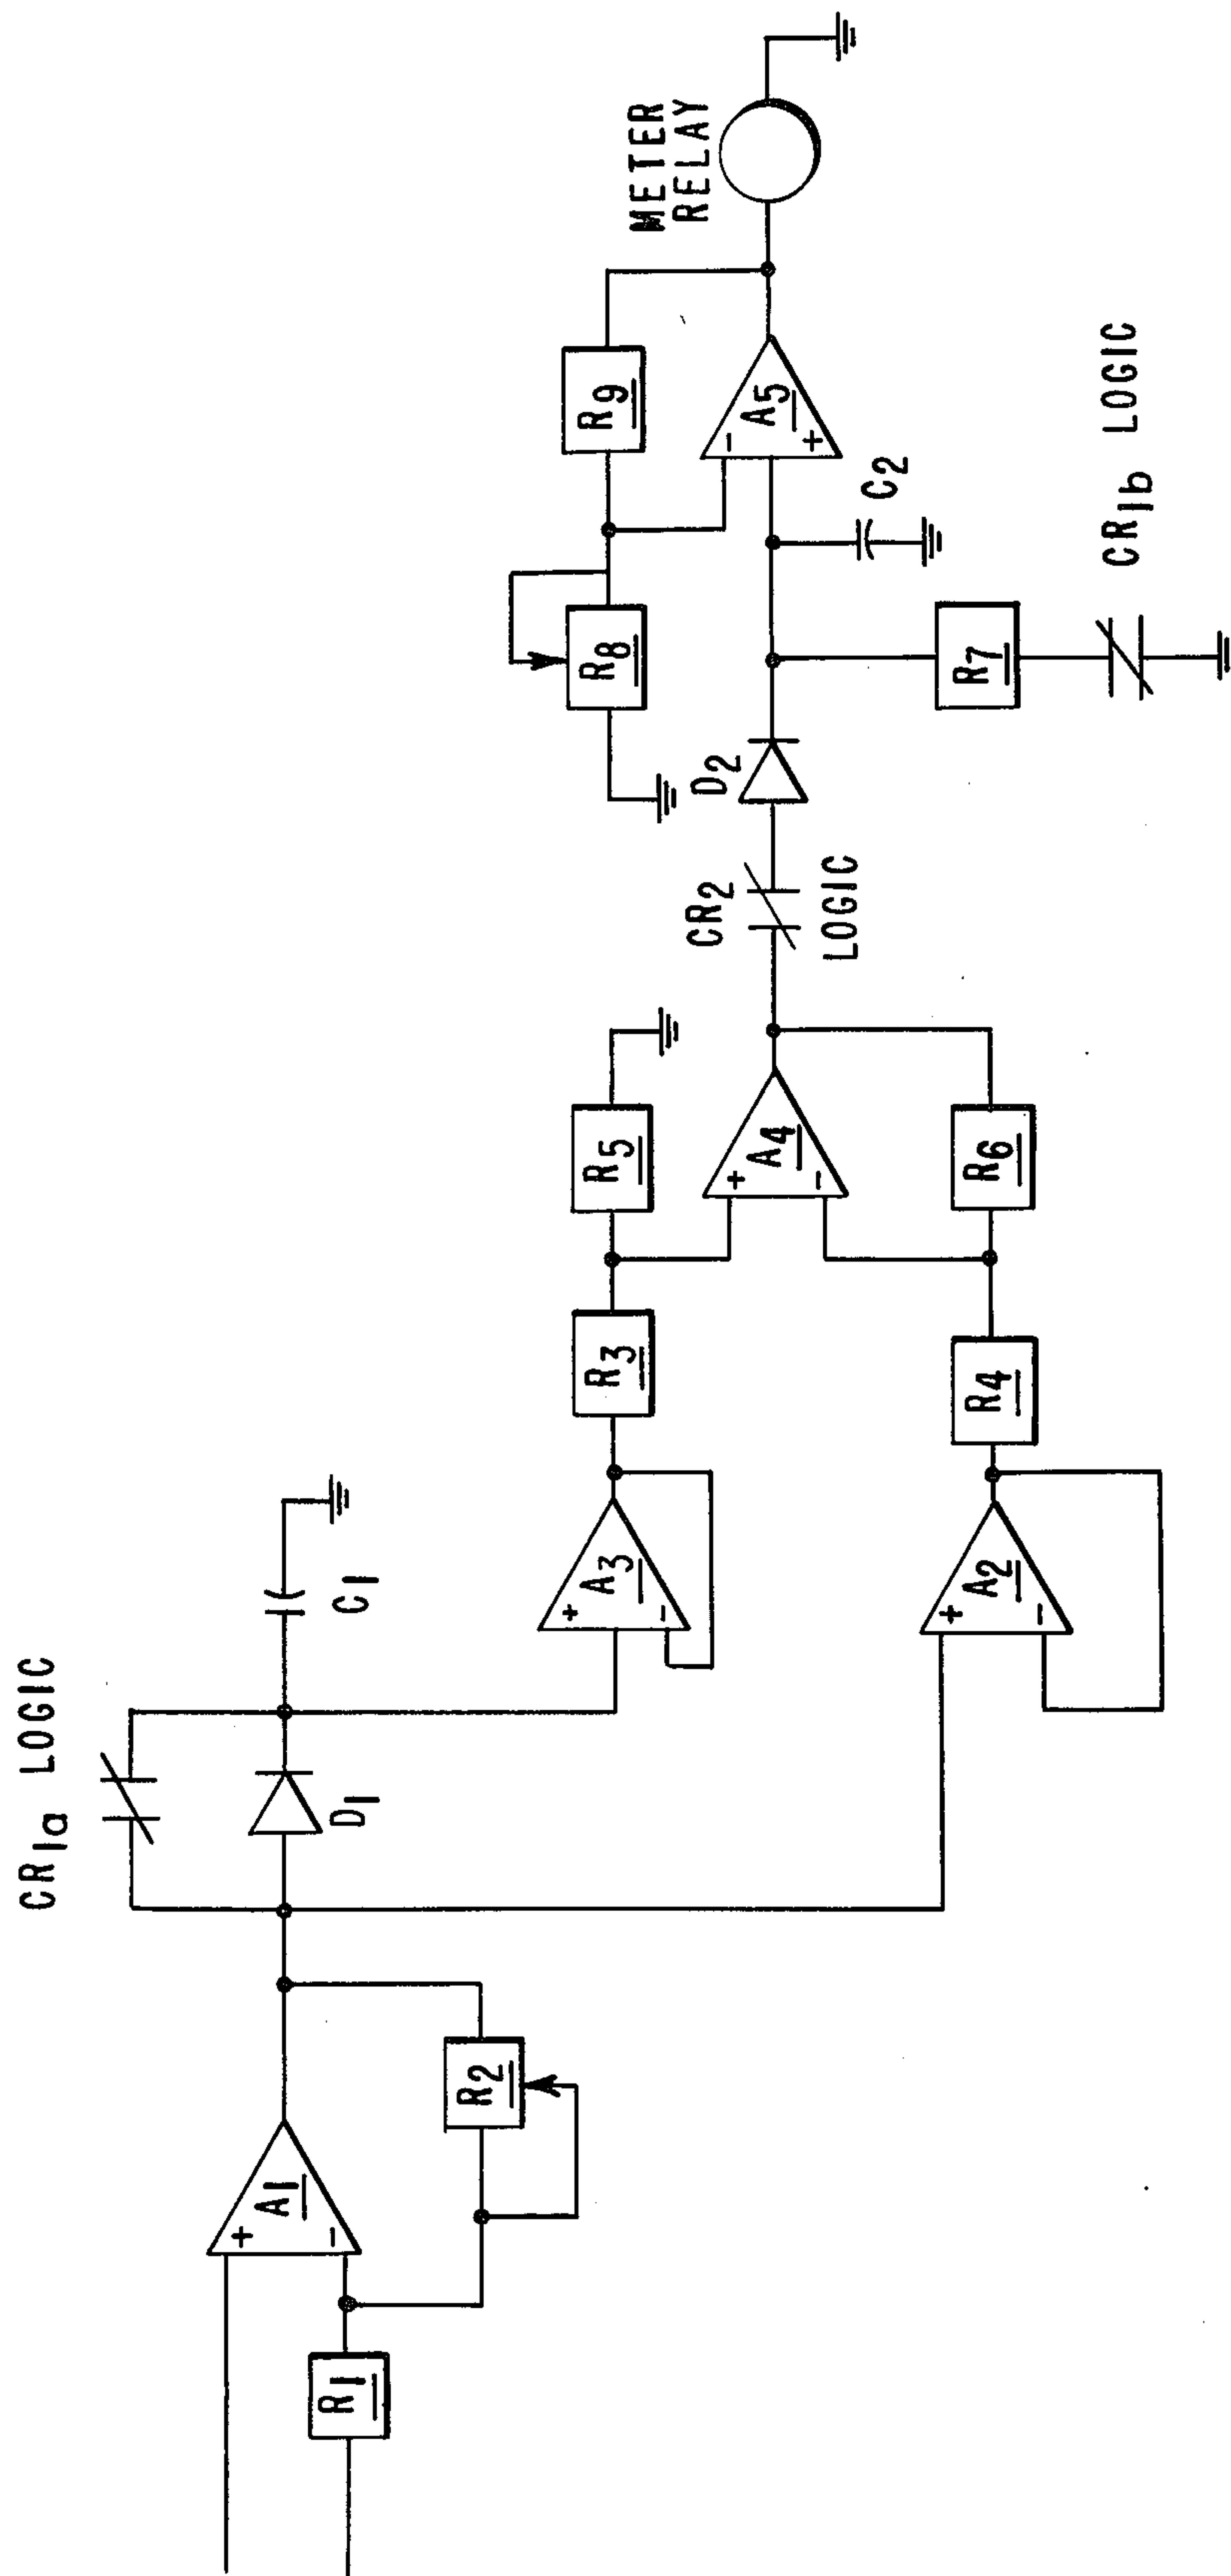 CR1a LOGIC
A1
+
-
R1
R2
D1
C1
A3
+
-
A2
+
-
R3
R4
R5
R6
A4
+
-
CR2
LOGIC
D2
R7
CR1b LOGIC
C2
R8
R9
A5
-
+
METER
RELAY